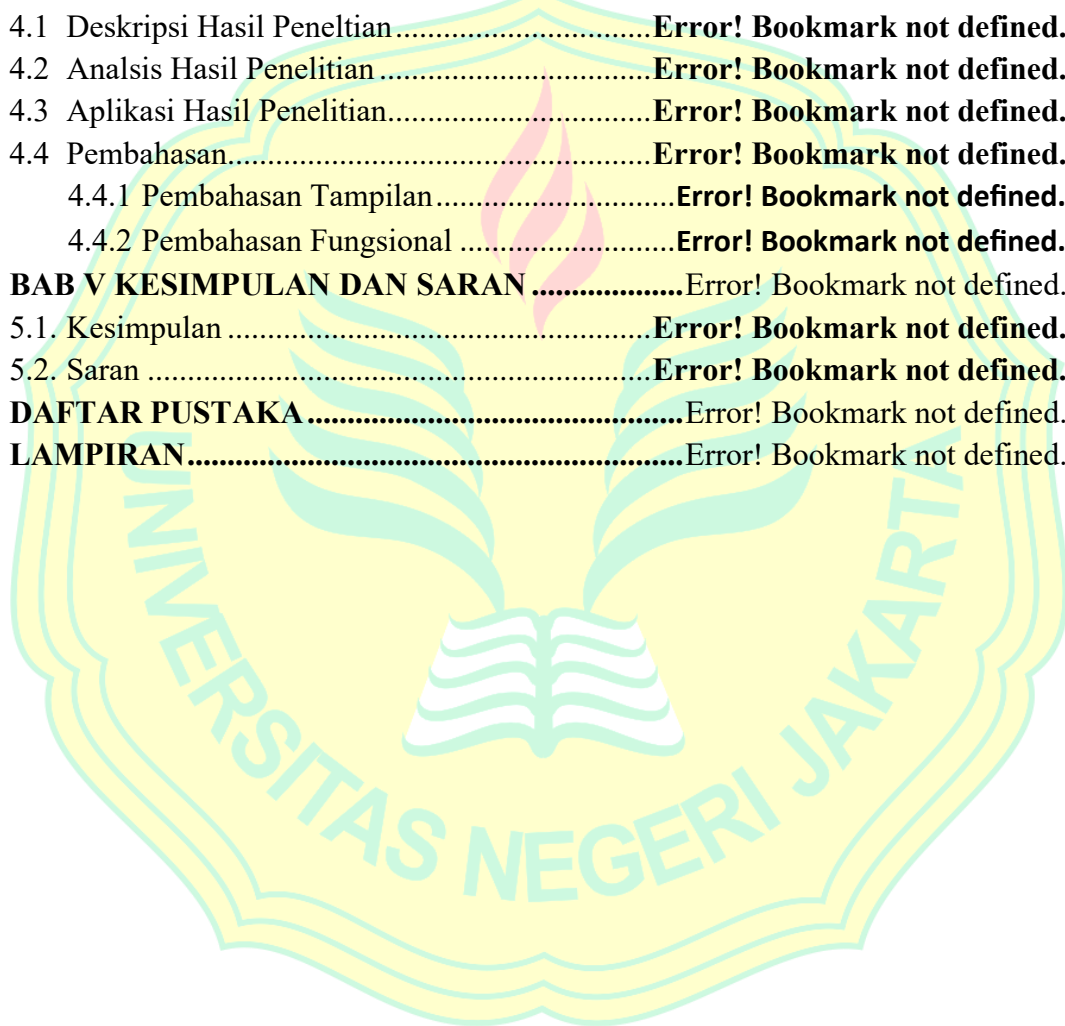 4.1 Deskripsi Hasil Peneltian................................Error! Bookmark not defined.
4.2 Analsis Hasil Penelitian..................................Error! Bookmark not defined.
4.3 Aplikasi Hasil Penelitian.................................Error! Bookmark not defined.
4.4 Pembahasan.....................................................Error! Bookmark not defined.
4.4.1 Pembahasan Tampilan.............................Error! Bookmark not defined.
4.4.2 Pembahasan Fungsional..........................Error! Bookmark not defined.
BAB V KESIMPULAN DAN SARAN...................Error! Bookmark not defined.
5.1. Kesimpulan.....................................................Error! Bookmark not defined.
5.2. Saran...............................................................Error! Bookmark not defined.
DAFTAR PUSTAKA...............................................Error! Bookmark not defined.
LAMPIRAN..............................................................Error! Bookmark not defined.
UNIVERSITAS NEGERI JAKARTA